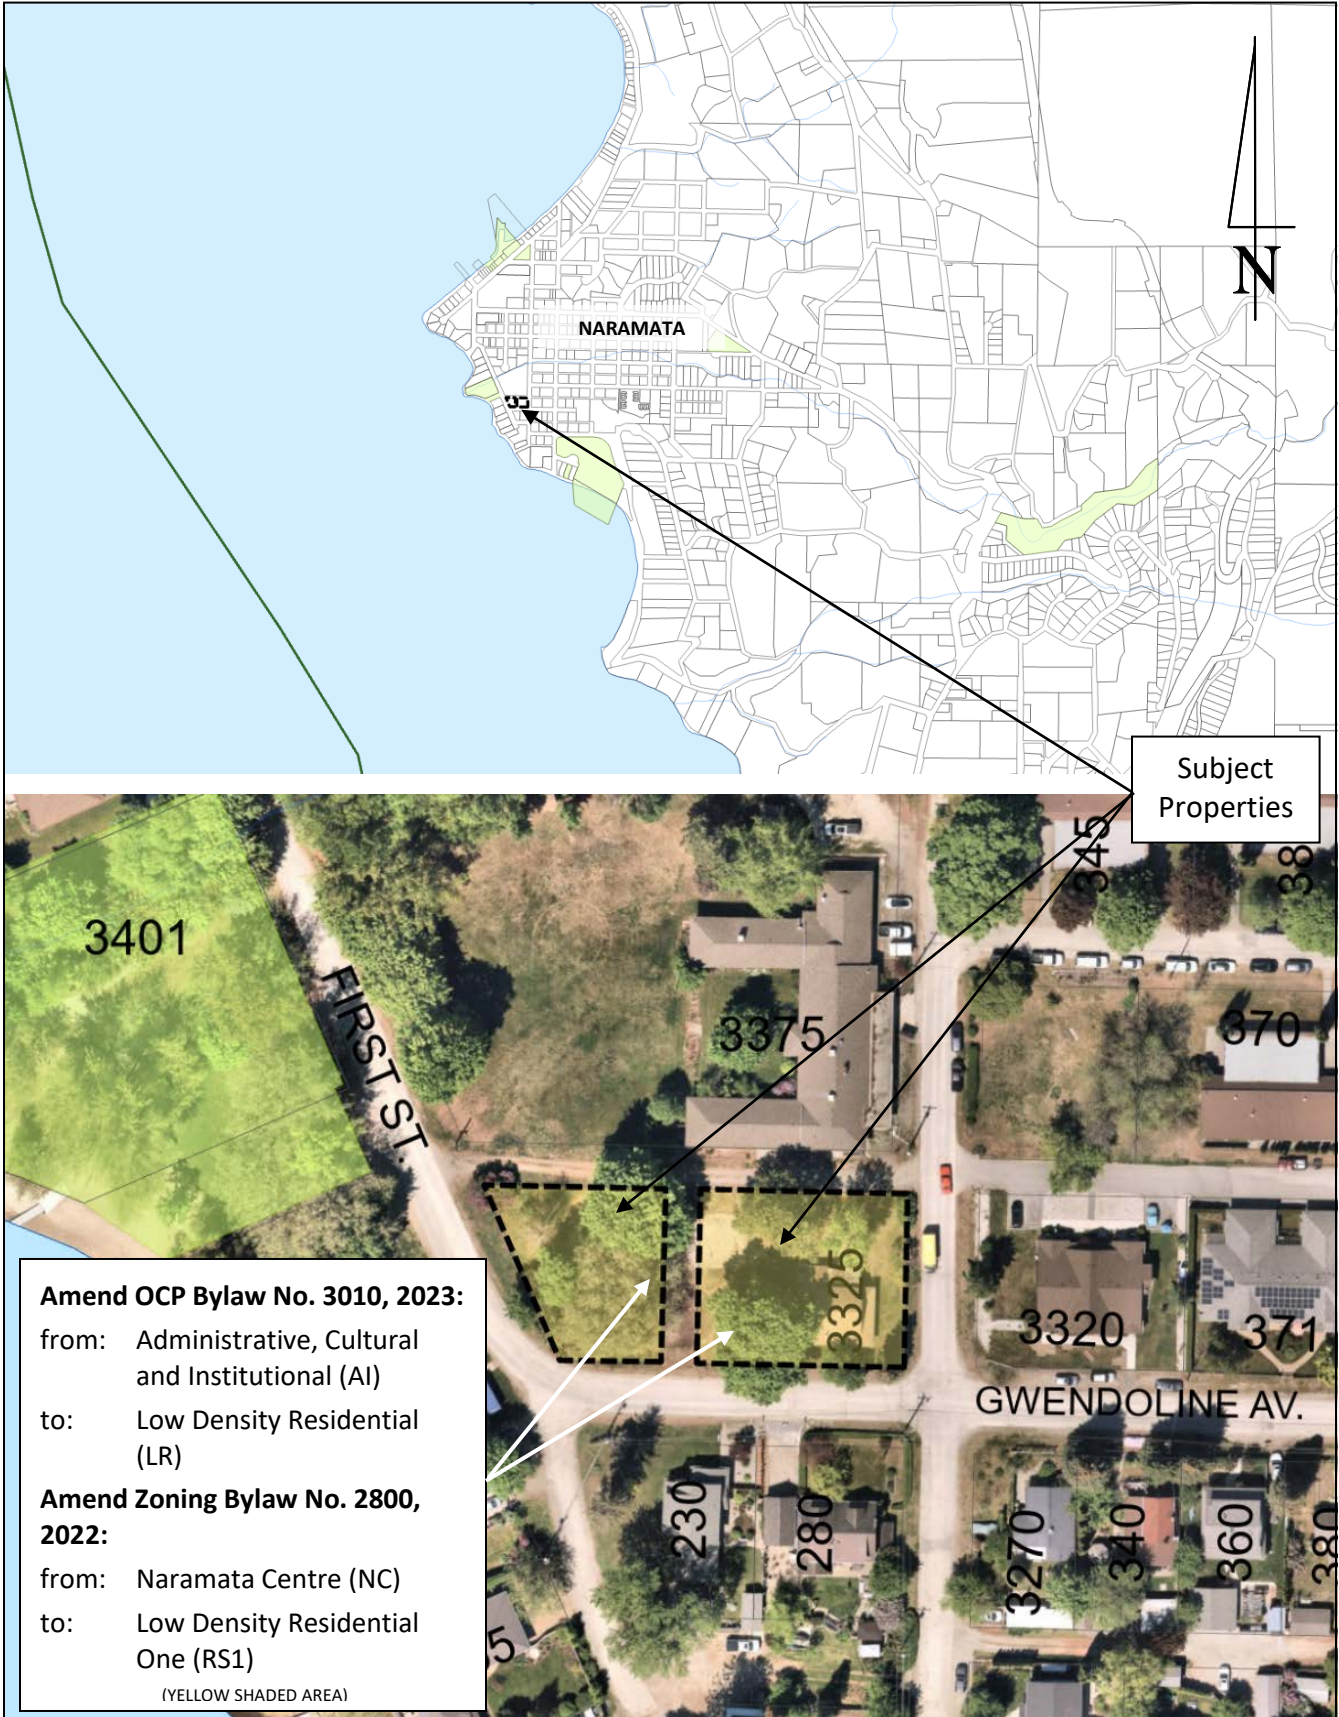 N
NARAMATA
Subject
Properties
345
38
3401
FIRST ST.
3375
370
3325
3320
371
GWENDOLINE AV.
230
280
3270
340
360
380
5
Amend OCP Bylaw No. 3010, 2023:
from: Administrative, Cultural
and Institutional (AI)
to: Low Density Residential
(LR)
Amend Zoning Bylaw No. 2800,
2022:
from: Naramata Centre (NC)
to: Low Density Residential
One (RS1)
(YELLOW SHADED AREA)